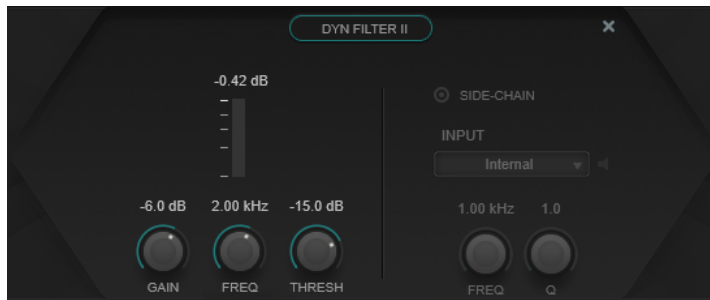 DYN FILTER II
-0.42 dB
SIDE-CHAIN
INPUT
Internal
-6.0 dB 2.00 kHz -15.0 dB
1.00 kHz 1.0
GAIN FREQ THRESH
FREQ Q